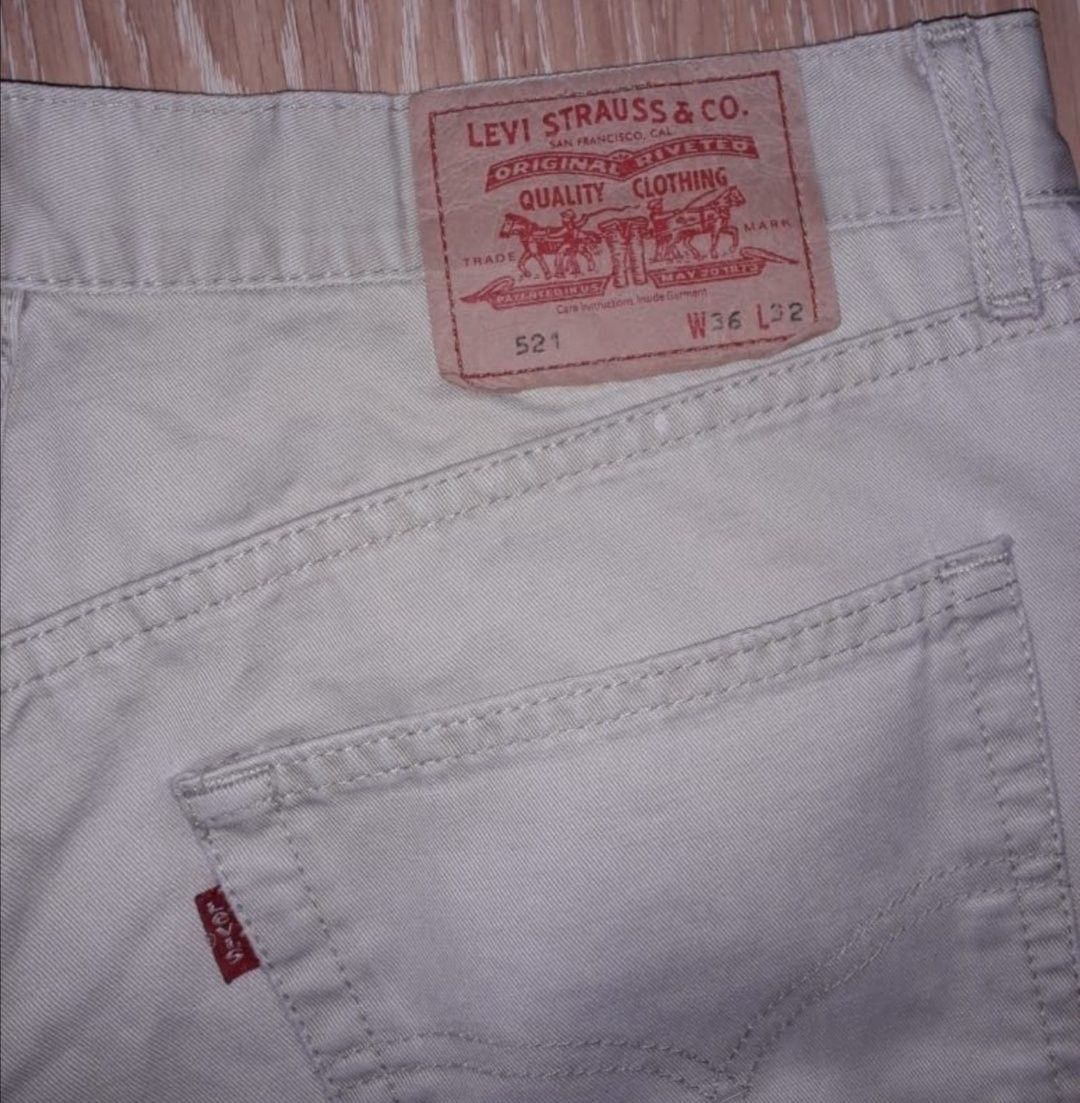 LEVI STRAUSS & CO.
SAN FRANCISCO, CAL
ORIGINAL RIVETED
QUALITY CLOTHING
TRADE MARK
PATENTED IN U.S. MAY 20 1873
Care Instructions Inside Garment
521 W36 L32
LEVI'S